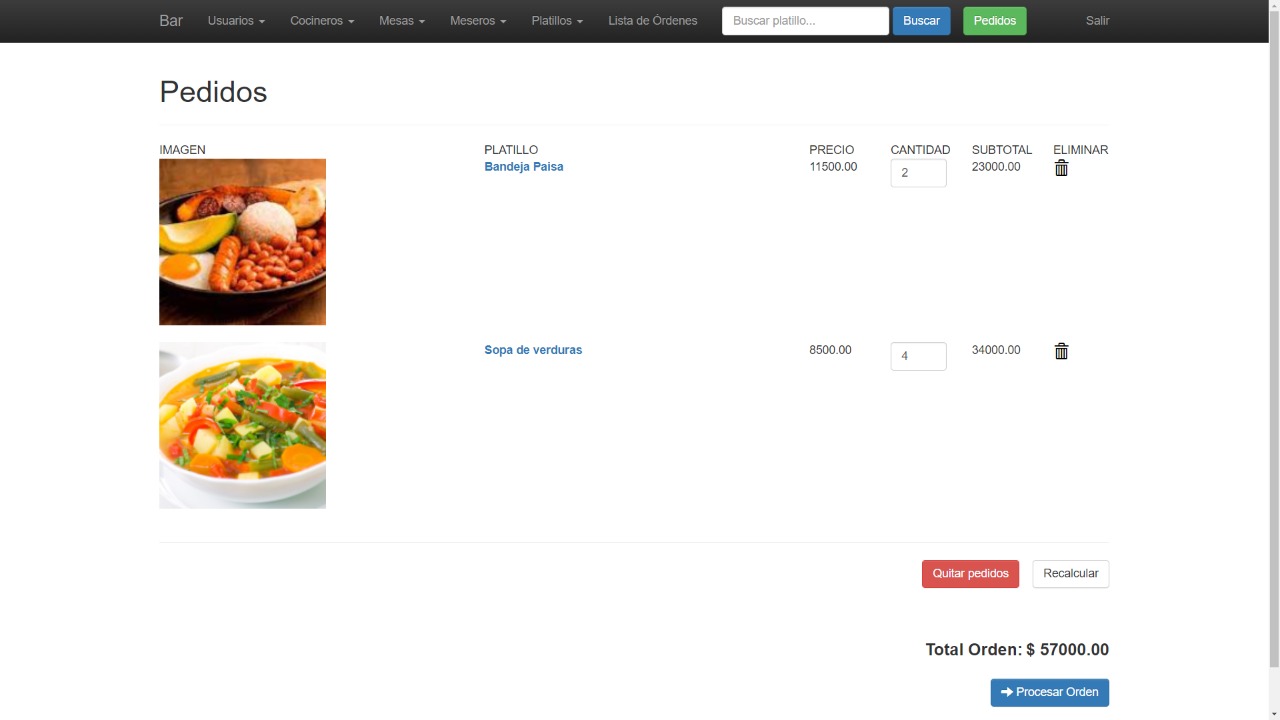 Bar Usuarios Cocineros Mesas Meseros Platillos Lista de Órdenes Buscar platillo... Buscar Pedidos Salir
Pedidos
IMAGEN PLATILLO PRECIO CANTIDAD SUBTOTAL ELIMINAR
Bandeja Paisa 11500.00 2 23000.00
Sopa de verduras 8500.00 4 34000.00
Quitar pedidos Recalcular
Total Orden: $ 57000.00
Procesar Orden